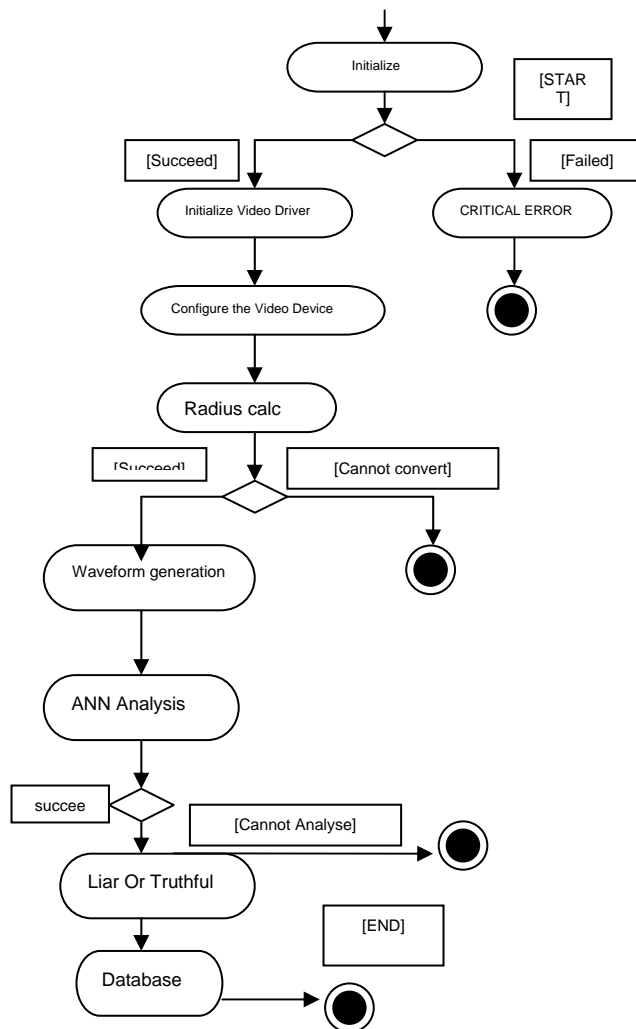 Initialize
[STAR
T]
[Succeed]
[Failed]
Initialize Video Driver
CRITICAL ERROR
Configure the Video Device
Radius calc
[Succeed]
[Cannot convert]
Waveform generation
ANN Analysis
succee
[Cannot Analyse]
Liar Or Truthful
[END]
Database